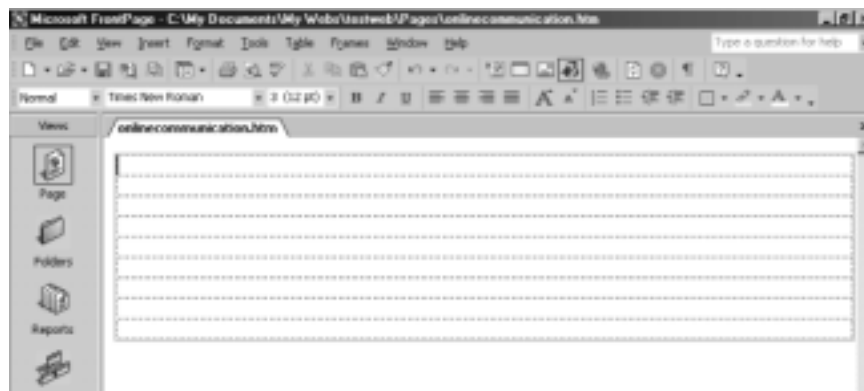 Microsoft FrontPage - C:\My Documents\My Webs\testweb\Pages\onlinecommunication.htm
File Edit View Insert Format Tools Table Frames Window Help Type a question for help
Normal Times New Roman 3 (12 pt) B I U A A A
Views onlinecommunication.htm
Page
Folders
Reports